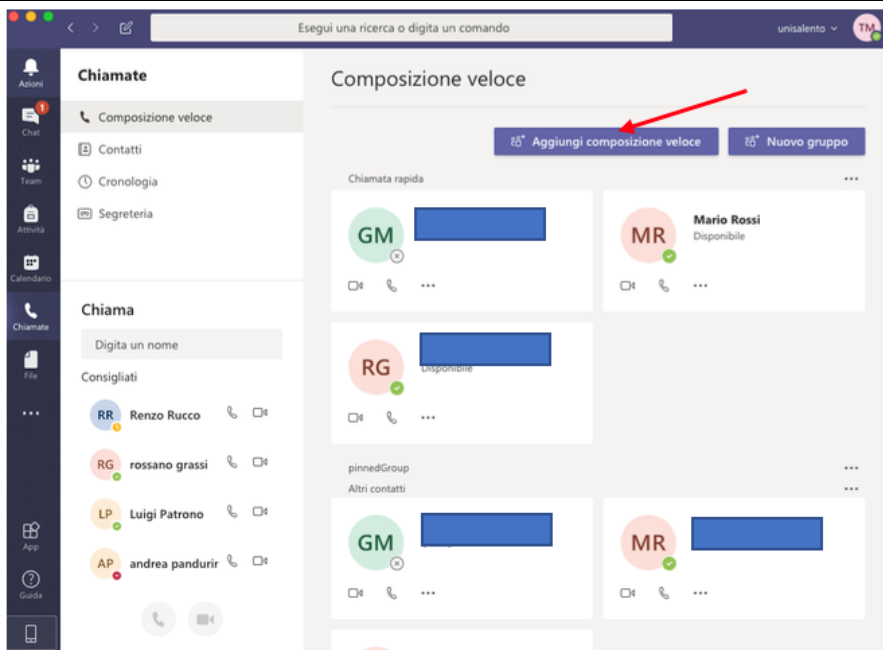 Esegui una ricerca o digita un comando
unisalento
TM
Azioni
1
Chat
Team
Attività
Calendario
Chiamate
File
App
Guida
Chiamate
Composizione veloce
Contatti
Cronologia
Segreteria
Chiama
Digita un nome
Consigliati
RR Renzo Rucco
RG rossano grassi
LP Luigi Patrono
AP andrea pandurir
Composizione veloce
Aggiungi composizione veloce
Nuovo gruppo
Chiamata rapida
GM
MR
Mario Rossi
Disponibile
RG
Disponibile
pinnedGroup
Altri contatti
GM
MR